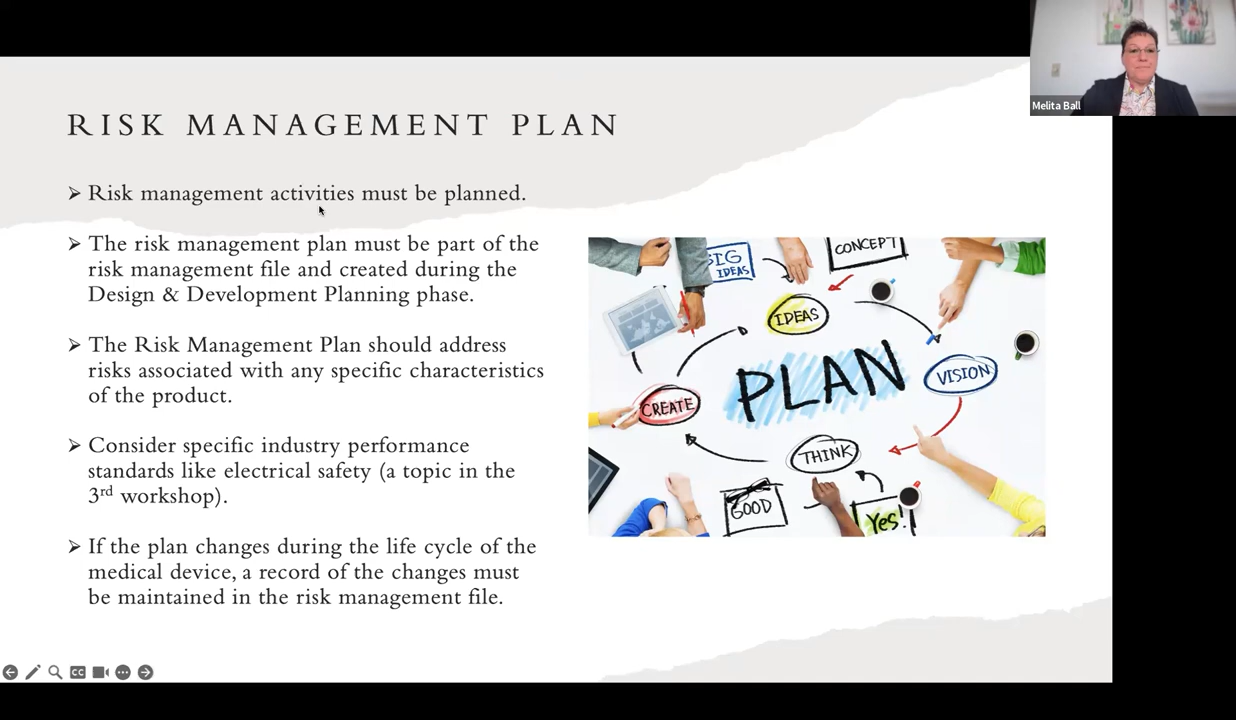 Melita Ball
RISK MANAGEMENT PLAN
➢ Risk management activities must be planned.
➢ The risk management plan must be part of the
risk management file and created during the
Design & Development Planning phase.
➢ The Risk Management Plan should address
risks associated with any specific characteristics
of the product.
➢ Consider specific industry performance
standards like electrical safety (a topic in the
3rd workshop).
➢ If the plan changes during the life cycle of the
medical device, a record of the changes must
be maintained in the risk management file.
BIG
IDEAS
CONCEPT
IDEAS
PLAN
VISION
CREATE
THINK
GOOD
Yes!
CC